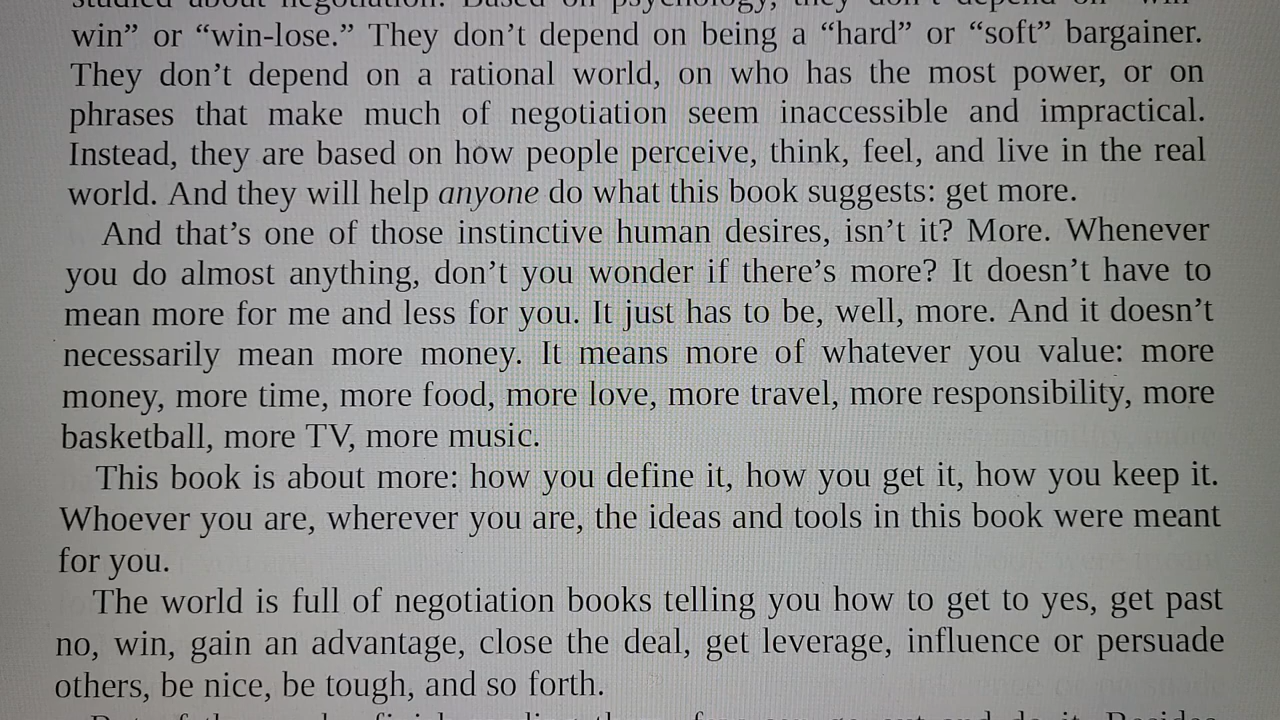 studied about negotiation. Based on psychology, they don't depend on "win-
win" or "win-lose." They don't depend on being a "hard" or "soft" bargainer.
They don't depend on a rational world, on who has the most power, or on
phrases that make much of negotiation seem inaccessible and impractical.
Instead, they are based on how people perceive, think, feel, and live in the real
world. And they will help anyone do what this book suggests: get more.
And that's one of those instinctive human desires, isn't it? More. Whenever
you do almost anything, don't you wonder if there's more? It doesn't have to
mean more for me and less for you. It just has to be, well, more. And it doesn't
necessarily mean more money. It means more of whatever you value: more
money, more time, more food, more love, more travel, more responsibility, more
basketball, more TV, more music.
This book is about more: how you define it, how you get it, how you keep it.
Whoever you are, wherever you are, the ideas and tools in this book were meant
for you.
The world is full of negotiation books telling you how to get to yes, get past
no, win, gain an advantage, close the deal, get leverage, influence or persuade
others, be nice, be tough, and so forth.